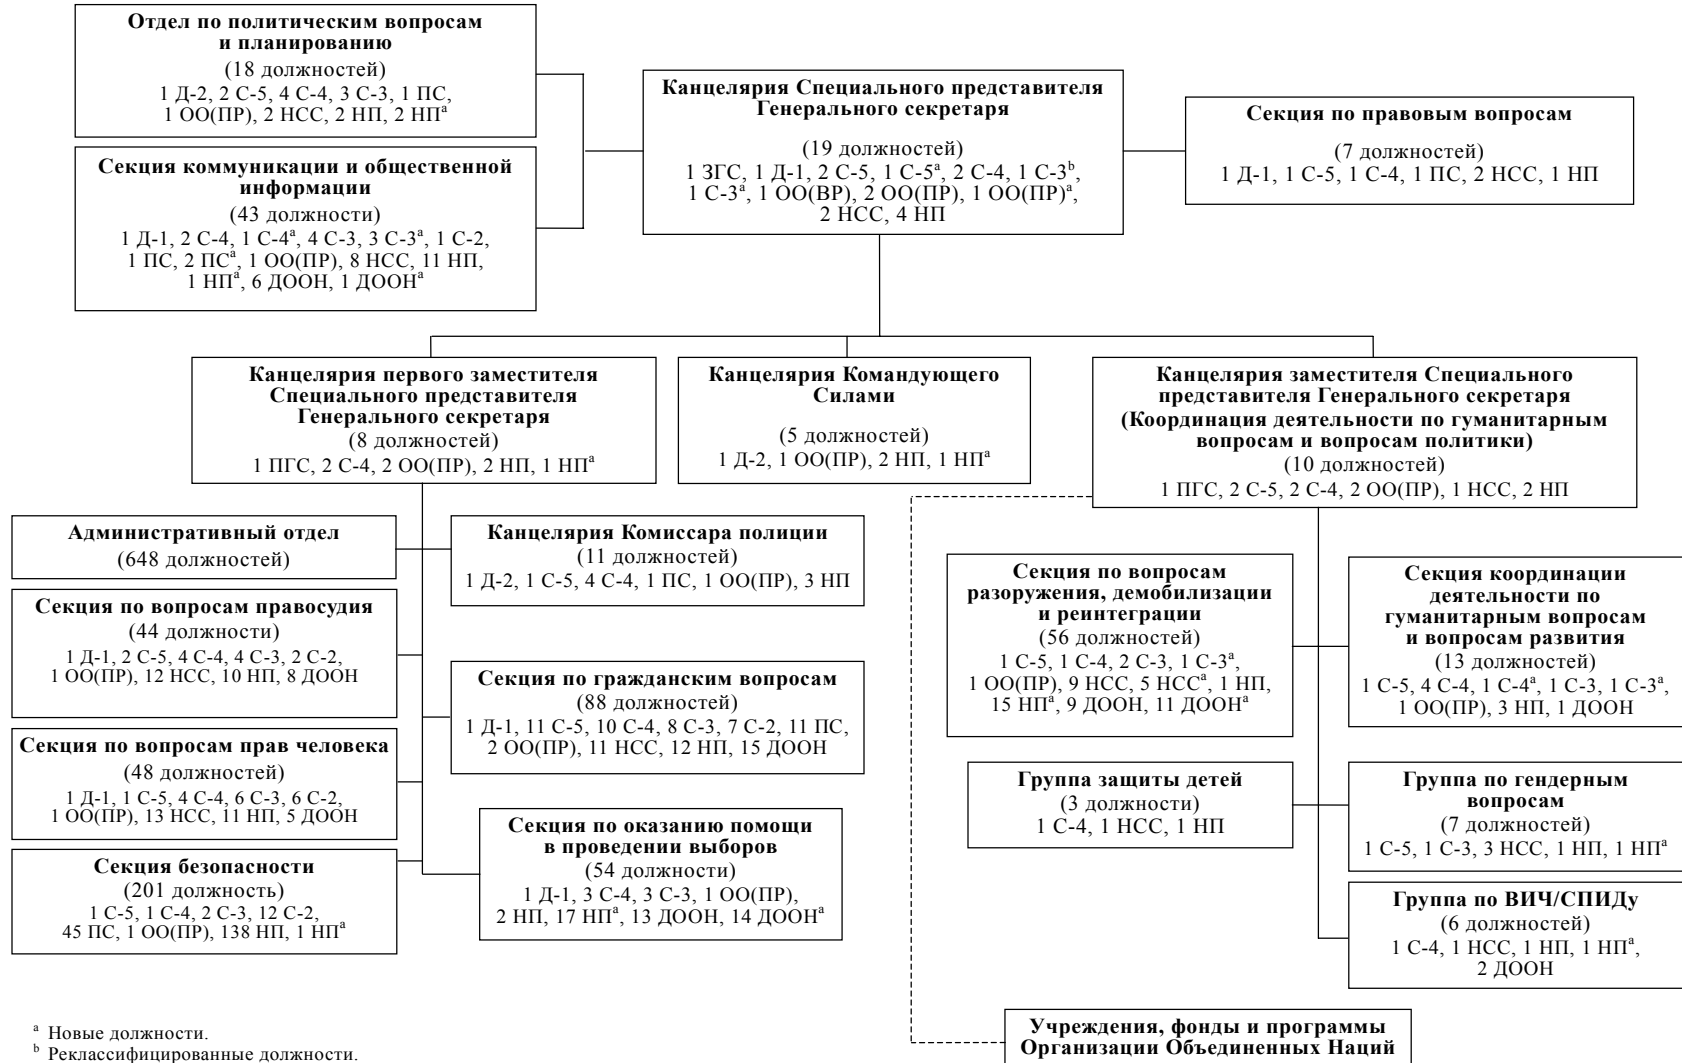 Отдел по политическим вопросам
и планированию
(18 должностей)
1 Д-2, 2 С-5, 4 С-4, 3 С-3, 1 ПС,
1 ОО(ПР), 2 НСС, 2 НП, 2 НПᵃ
Секция коммуникации и общественной
информации
(43 должности)
1 Д-1, 2 С-4, 1 С-4ᵃ, 4 С-3, 3 С-3ᵃ, 1 С-2,
1 ПС, 2 ПСᵃ, 1 ОО(ПР), 8 НСС, 11 НП,
1 НПᵃ, 6 ДООН, 1 ДООНᵃ
Канцелярия Специального представителя
Генерального секретаря
(19 должностей)
1 ЗГС, 1 Д-1, 2 С-5, 1 С-5ᵃ, 2 С-4, 1 С-3ᵇ,
1 С-3ᵃ, 1 ОО(ВР), 2 ОО(ПР), 1 ОО(ПР)ᵃ,
2 НСС, 4 НП
Секция по правовым вопросам
(7 должностей)
1 Д-1, 1 С-5, 1 С-4, 1 ПС, 2 НСС, 1 НП
Канцелярия первого заместителя
Специального представителя
Генерального секретаря
(8 должностей)
1 ПГС, 2 С-4, 2 ОО(ПР), 2 НП, 1 НПᵃ
Канцелярия Командующего
Силами
(5 должностей)
1 Д-2, 1 ОО(ПР), 2 НП, 1 НПᵃ
Канцелярия заместителя Специального
представителя Генерального секретаря
(Координация деятельности по гуманитарным
вопросам и вопросам политики)
(10 должностей)
1 ПГС, 2 С-5, 2 С-4, 2 ОО(ПР), 1 НСС, 2 НП
Административный отдел
(648 должностей)
Канцелярия Комиссара полиции
(11 должностей)
1 Д-2, 1 С-5, 4 С-4, 1 ПС, 1 ОО(ПР), 3 НП
Секция по вопросам правосудия
(44 должности)
1 Д-1, 2 С-5, 4 С-4, 4 С-3, 2 С-2,
1 ОО(ПР), 12 НСС, 10 НП, 8 ДООН
Секция по гражданским вопросам
(88 должностей)
1 Д-1, 11 С-5, 10 С-4, 8 С-3, 7 С-2, 11 ПС,
2 ОО(ПР), 11 НСС, 12 НП, 15 ДООН
Секция по вопросам прав человека
(48 должностей)
1 Д-1, 1 С-5, 4 С-4, 6 С-3, 6 С-2,
1 ОО(ПР), 13 НСС, 11 НП, 5 ДООН
Секция по оказанию помощи
в проведении выборов
(54 должности)
1 Д-1, 3 С-4, 3 С-3, 1 ОО(ПР),
2 НП, 17 НПᵃ, 13 ДООН, 14 ДООНᵃ
Секция безопасности
(201 должность)
1 С-5, 1 С-4, 2 С-3, 12 С-2,
45 ПС, 1 ОО(ПР), 138 НП, 1 НПᵃ
Секция по вопросам
разоружения, демобилизации
и реинтеграции
(56 должностей)
1 С-5, 1 С-4, 2 С-3, 1 С-3ᵃ,
1 ОО(ПР), 9 НСС, 5 НССᵃ, 1 НП,
15 НПᵃ, 9 ДООН, 11 ДООНᵃ
Секция координации
деятельности по
гуманитарным вопросам
и вопросам развития
(13 должностей)
1 С-5, 4 С-4, 1 С-4ᵃ, 1 С-3, 1 С-3ᵃ,
1 ОО(ПР), 3 НП, 1 ДООН
Группа защиты детей
(3 должности)
1 С-4, 1 НСС, 1 НП
Группа по гендерным
вопросам
(7 должностей)
1 С-5, 1 С-3, 3 НСС, 1 НП, 1 НПᵃ
Группа по ВИЧ/СПИДу
(6 должностей)
1 С-4, 1 НСС, 1 НП, 1 НПᵃ,
2 ДООН
Учреждения, фонды и программы
Организации Объединенных Наций
ᵃ Новые должности.
ᵇ Реклассифицированные должности.